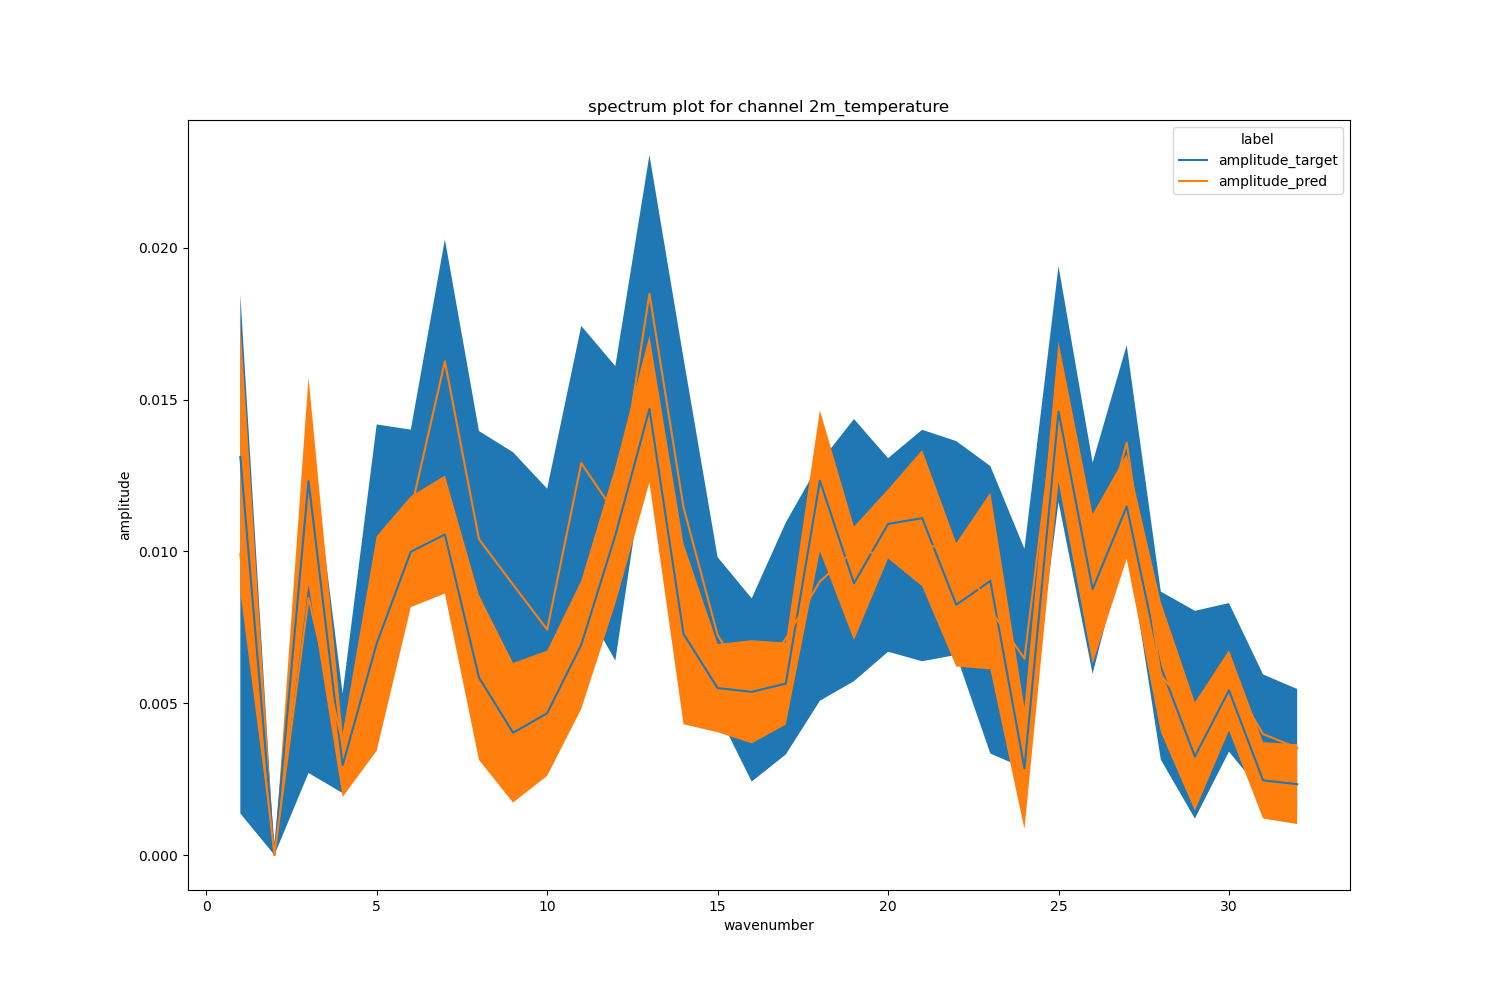 spectrum plot for channel 2m_temperature
label
amplitude_target
amplitude_pred
amplitude
0.020
0.015
0.010
0.005
0.000
0 5 10 15 20 25 30
wavenumber